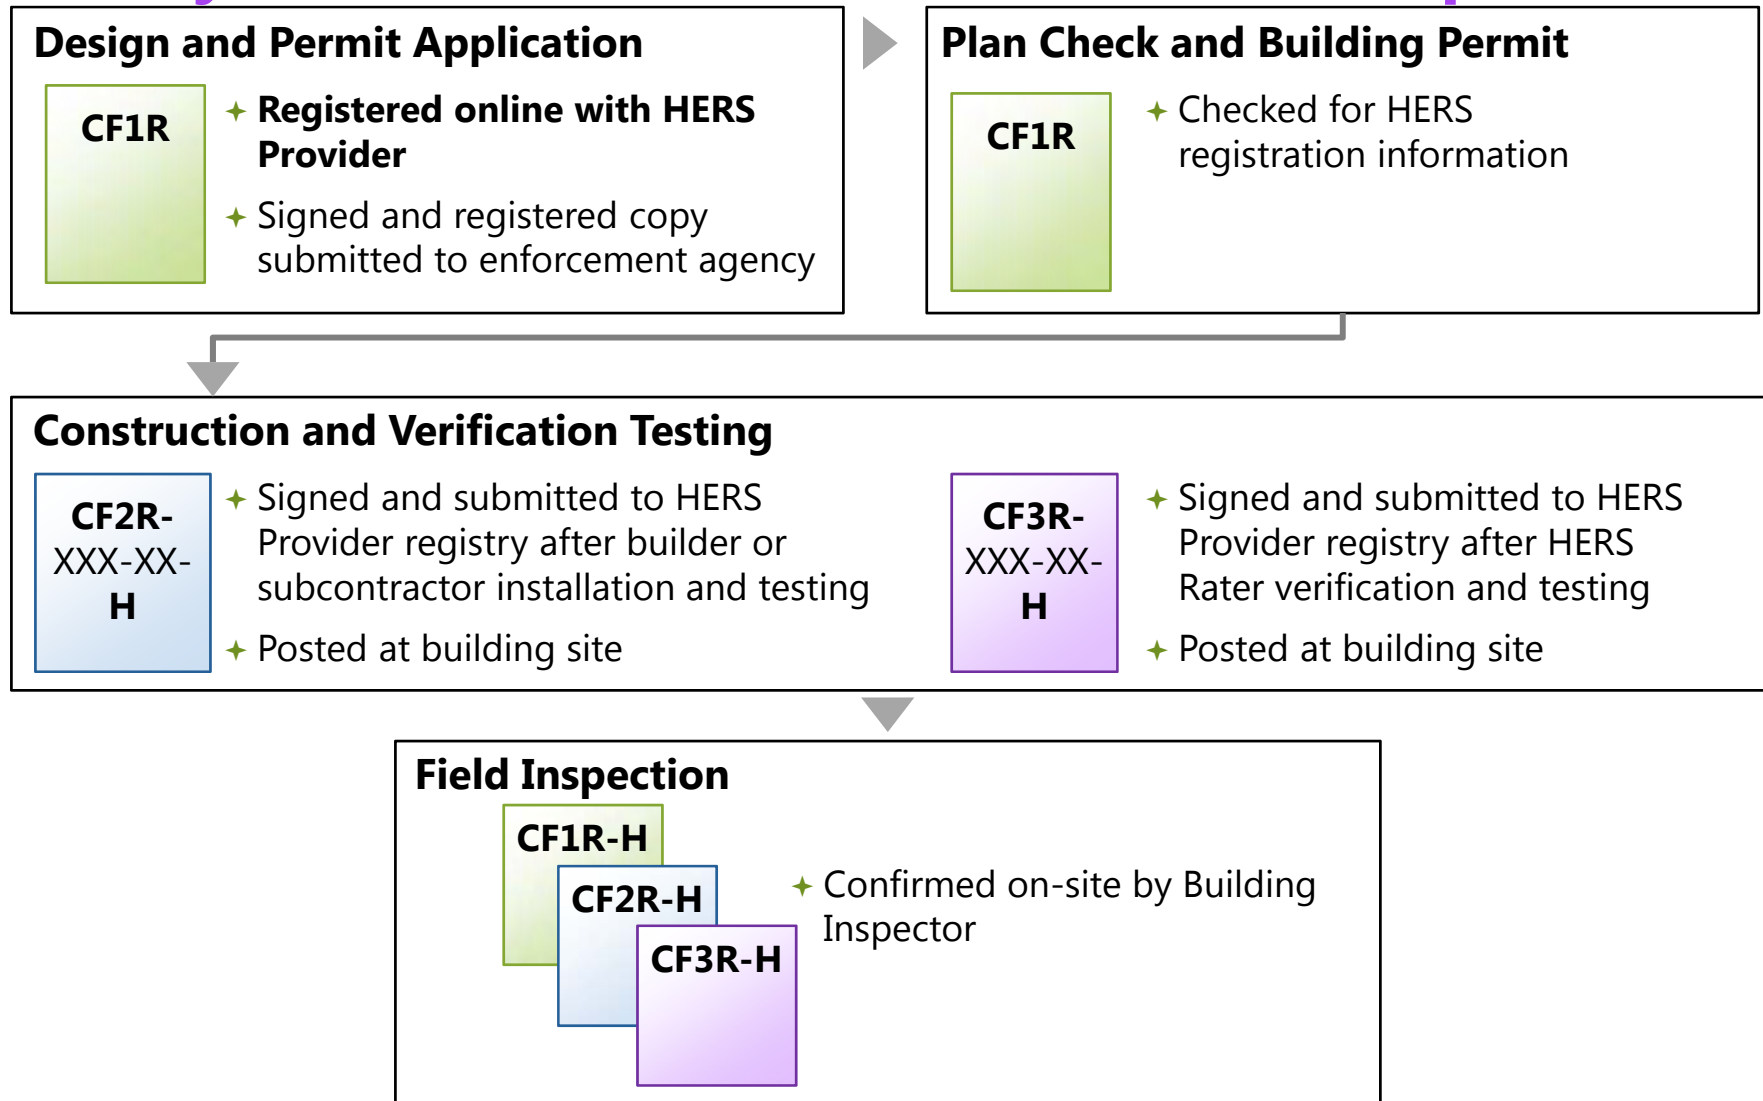 Design and Permit Application
CF1R
Registered online with HERS
Provider
Signed and registered copy
submitted to enforcement agency
Plan Check and Building Permit
CF1R
Checked for HERS
registration information
Construction and Verification Testing
CF2R-
XXX-XX-
H
Signed and submitted to HERS
Provider registry after builder or
subcontractor installation and testing
Posted at building site
CF3R-
XXX-XX-
H
Signed and submitted to HERS
Provider registry after HERS
Rater verification and testing
Posted at building site
Field Inspection
CF1R-H
CF2R-H
CF3R-H
Confirmed on-site by Building
Inspector